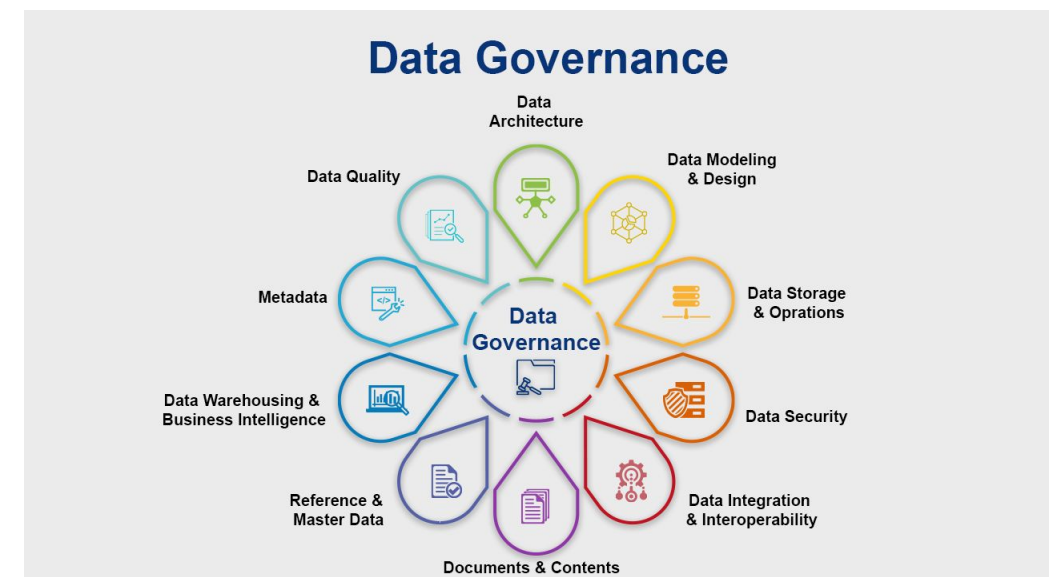 Data Governance
Data
Architecture
Data Modeling
& Design
Data Storage
& Oprations
Data Security
Data Integration
& Interoperability
Documents & Contents
Reference &
Master Data
Data Warehousing &
Business Intelligence
Metadata
Data Quality
Data
Governance